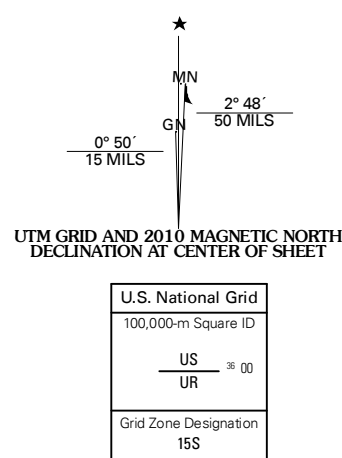 ★
MN
2° 48´
50 MILS
GN
0° 50´
15 MILS
UTM GRID AND 2010 MAGNETIC NORTH
DECLINATION AT CENTER OF SHEET
U.S. National Grid
100,000-m Square ID
US
36 00
UR
Grid Zone Designation
15S